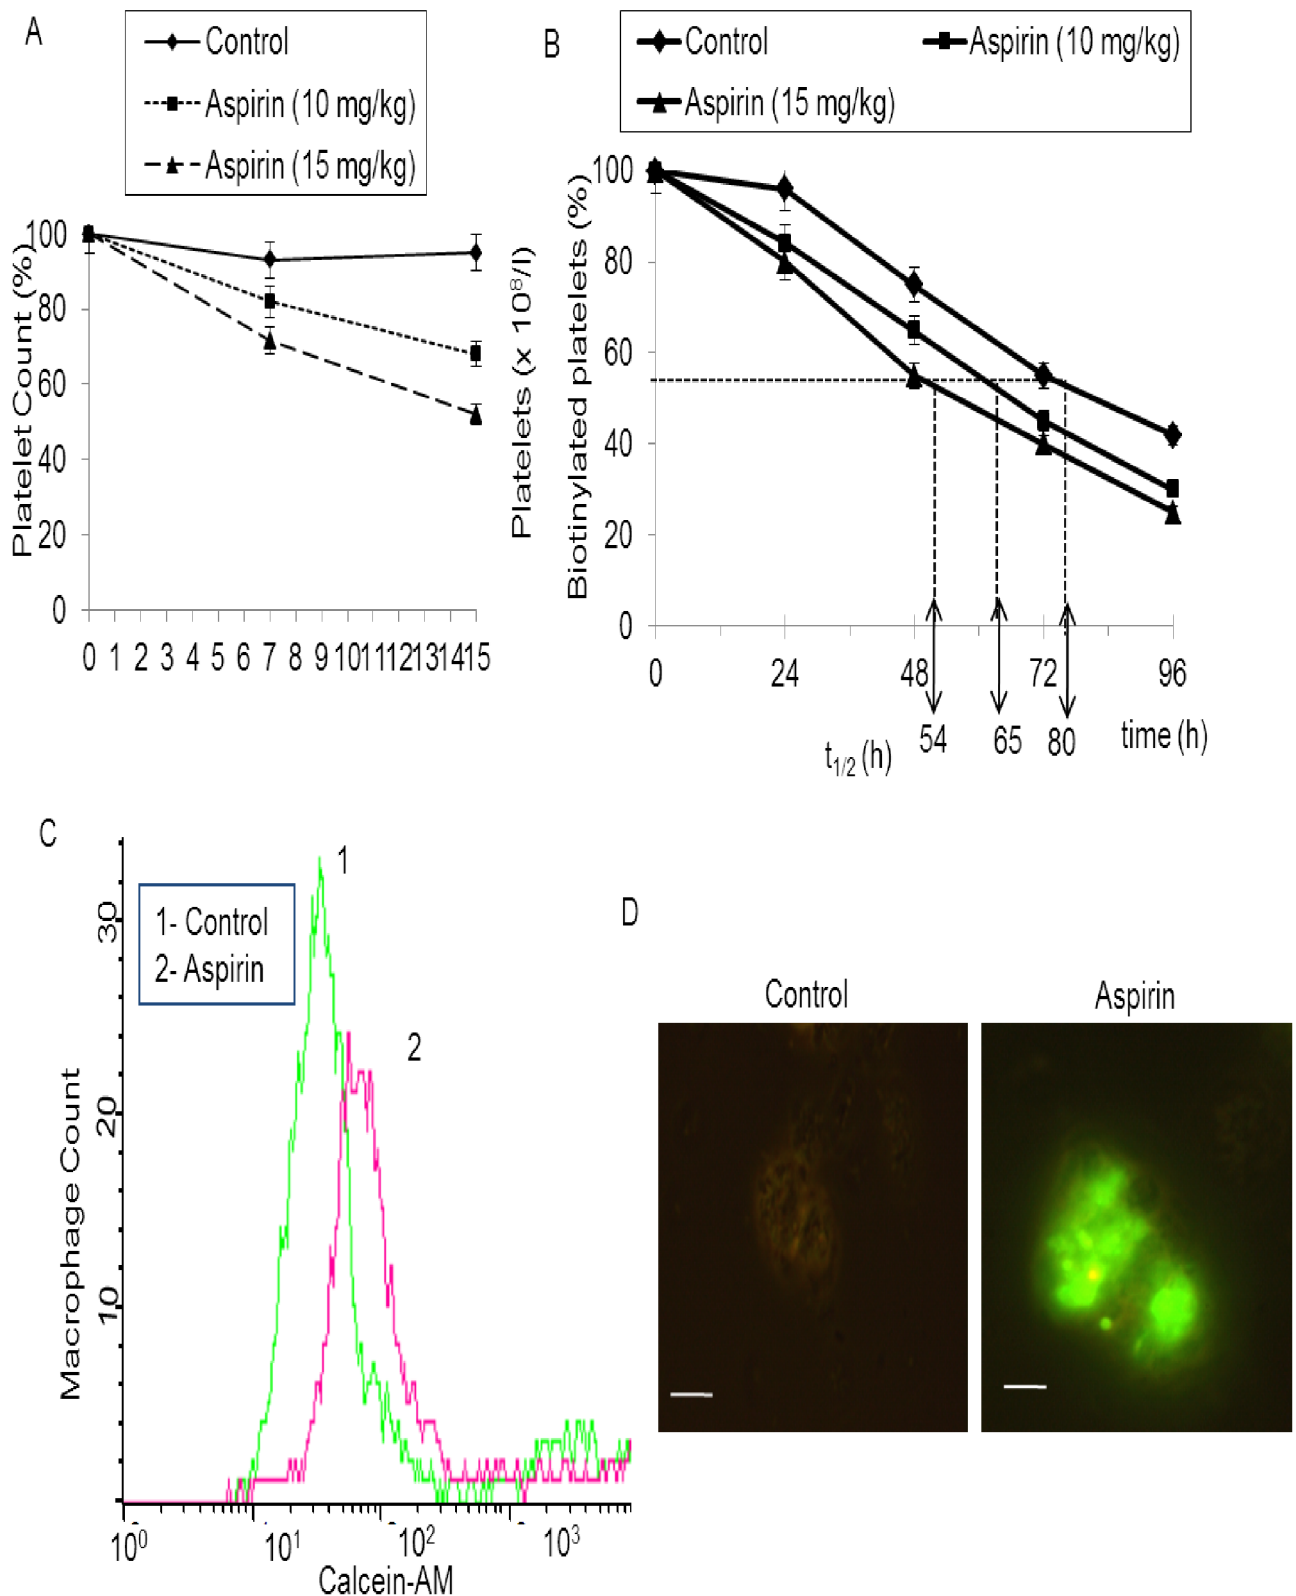 A
Control
Aspirin (10 mg/kg)
Aspirin (15 mg/kg)
Platelet Count (%)
100
80
60
40
20
0
0 1 2 3 4 5 6 7 8 9 10 11 12 13 14 15
B
Control Aspirin (10 mg/kg)
Aspirin (15 mg/kg)
Platelets (x 10⁸/l)
Biotinylated platelets (%)
100
80
60
40
20
0
0 24 48 72 96
t1/2 (h) 54 65 80 time (h)
C
1
1- Control
2- Aspirin
2
Macrophage Count
30
20
10
10⁰ 10¹ 10² 10³
Calcein-AM
D
Control Aspirin